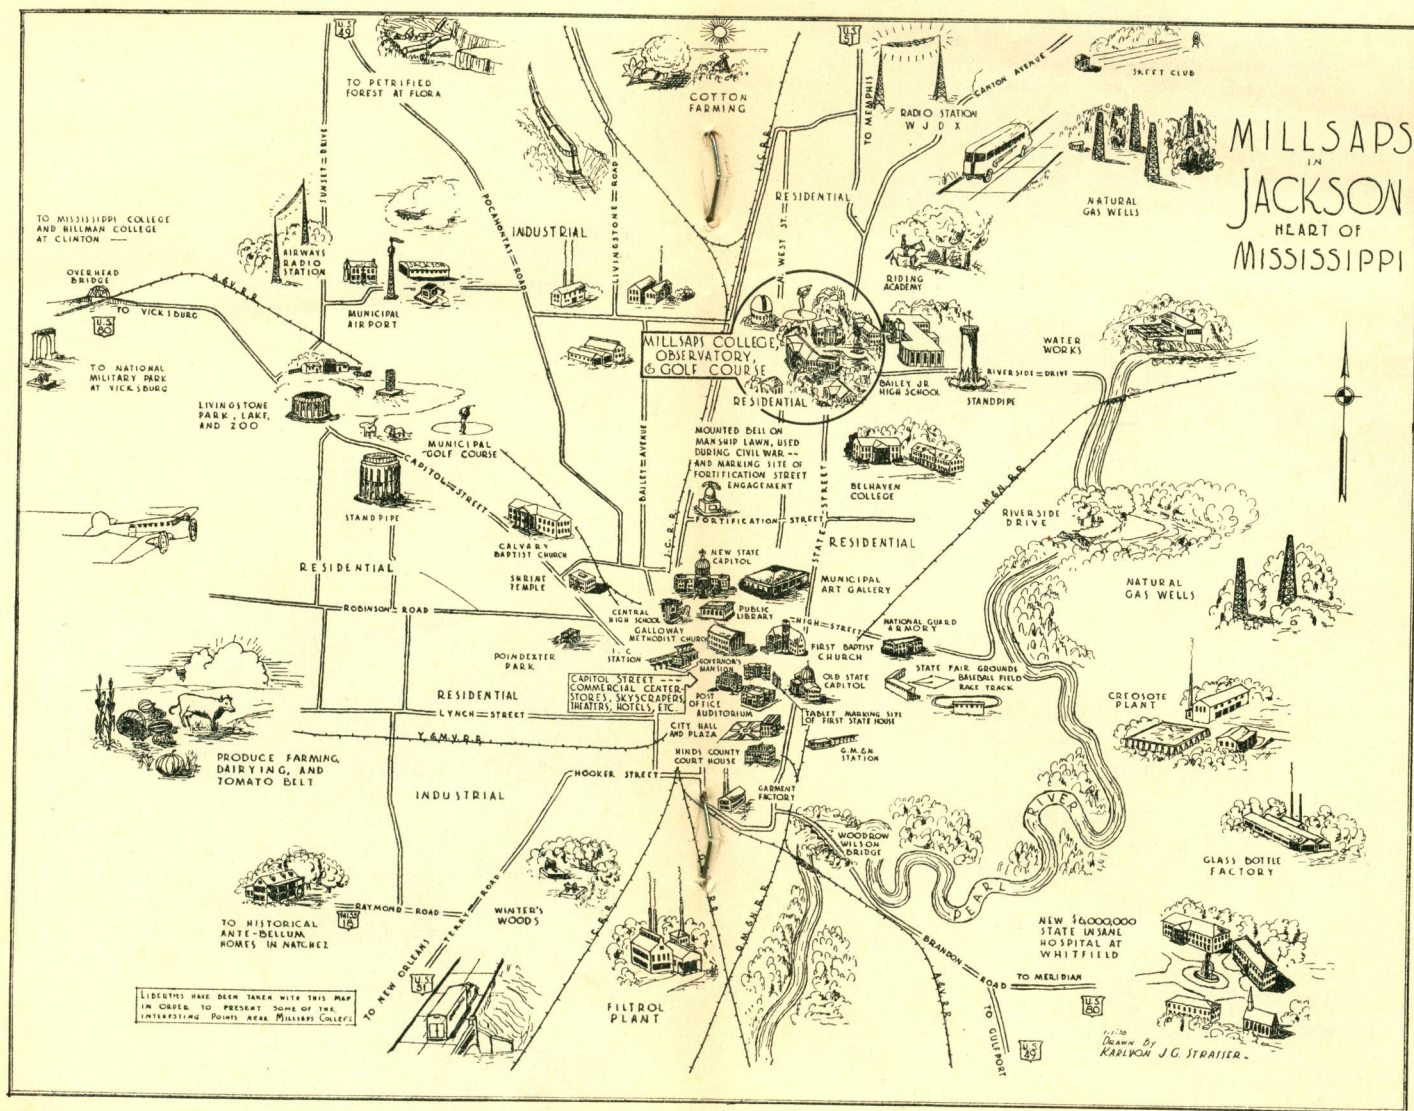 MILLSAPS
IN
JACKSON
HEART OF
MISSISSIPPI
U.S.
49
TO PETRIFIED
FOREST AT FLORA
COTTON
FARMING
U.S.
51
TO MEMPHIS
RADIO STATION
WJDX
CANTON AVENUE
SKEET CLUB
NATURAL
GAS WELLS
SUNSET DRIVE
POCAHONTAS ROAD
LIVINGSTONE ROAD
I.C.R.R.
N. WEST ST.
RESIDENTIAL
INDUSTRIAL
TO MISSISSIPPI COLLEGE
AND HILLMAN COLLEGE
AT CLINTON —
AIRWAYS
RADIO
STATION
JACKSON
MUNICIPAL
AIRPORT
OVERHEAD
BRIDGE
A.&V.R.R.
U.S.
80
TO VICKSBURG
TO NATIONAL
MILITARY PARK
AT VICKSBURG
RIDING
ACADEMY
MILLSAPS COLLEGE,
OBSERVATORY,
& GOLF COURSE
RESIDENTIAL
BAILEY JR.
HIGH SCHOOL
STANDPIPE
RIVERSIDE DRIVE
WATER
WORKS
LIVINGSTONE
PARK, LAKE,
AND ZOO
MUNICIPAL
GOLF COURSE
CAPITOL STREET
STANDPIPE
BAILEY AVENUE
MOUNTED BELL ON
MANSHIP LAWN, USED
DURING CIVIL WAR --
AND MARKING SITE OF
FORTIFICATION STREET
ENGAGEMENT
STATE STREET
BELHAVEN
COLLEGE
G.M.&N.R.R.
RIVERSIDE
DRIVE
FORTIFICATION STREET
I.C.R.R.
CALVARY
BAPTIST CHURCH
RESIDENTIAL
RESIDENTIAL
NEW STATE
CAPITOL
MUNICIPAL
ART GALLERY
NATURAL
GAS WELLS
SHRINE
TEMPLE
ROBINSON ROAD
CENTRAL
HIGH SCHOOL
PUBLIC
LIBRARY
GALLOWAY
METHODIST CHURCH
HIGH STREET
NATIONAL GUARD
ARMORY
FIRST BAPTIST
CHURCH
POINDEXTER
PARK
I.C.
STATION
GOVERNOR'S
MANSION
OLD STATE
CAPITOL
STATE FAIR GROUNDS
BASEBALL FIELD
RACE TRACK
CAPITOL STREET ---
COMMERCIAL CENTER-
STORES, SKYSCRAPERS,
THEATERS, HOTELS, ETC.
POST
OFFICE
AUDITORIUM
TABLET MARKING SITE
OF FIRST STATE HOUSE
CREOSOTE
PLANT
RESIDENTIAL
LYNCH STREET
Y.&M.V.R.R.
CITY HALL
AND PLAZA
G.M.&N.
STATION
HINDS COUNTY
COURT HOUSE
PRODUCE FARMING,
DAIRYING, AND
TOMATO BELT
HOOKER STREET
INDUSTRIAL
GARMENT
FACTORY
WOODROW
WILSON
BRIDGE
PEARL RIVER
GLASS BOTTLE
FACTORY
RAYMOND ROAD
MISS
18
TERRY ROAD
WINTER'S
WOODS
TO HISTORICAL
ANTE-BELLUM
HOMES IN NATCHEZ
I.C.R.R.
R.R.
G.M.&N.R.R.
BRANDON ROAD
TO MERIDIAN
U.S.
80
A.&V.R.R.
NEW $6,000,000
STATE INSANE
HOSPITAL AT
WHITFIELD
TO NEW ORLEANS
U.S.
51
FILTROL
PLANT
TO GULFPORT
U.S.
49
LIBERTIES HAVE BEEN TAKEN WITH THIS MAP
IN ORDER TO PRESENT SOME OF THE
INTERESTING POINTS NEAR MILLSAPS COLLEGE
DRAWN BY
KARLVON J.G. STRASSER-